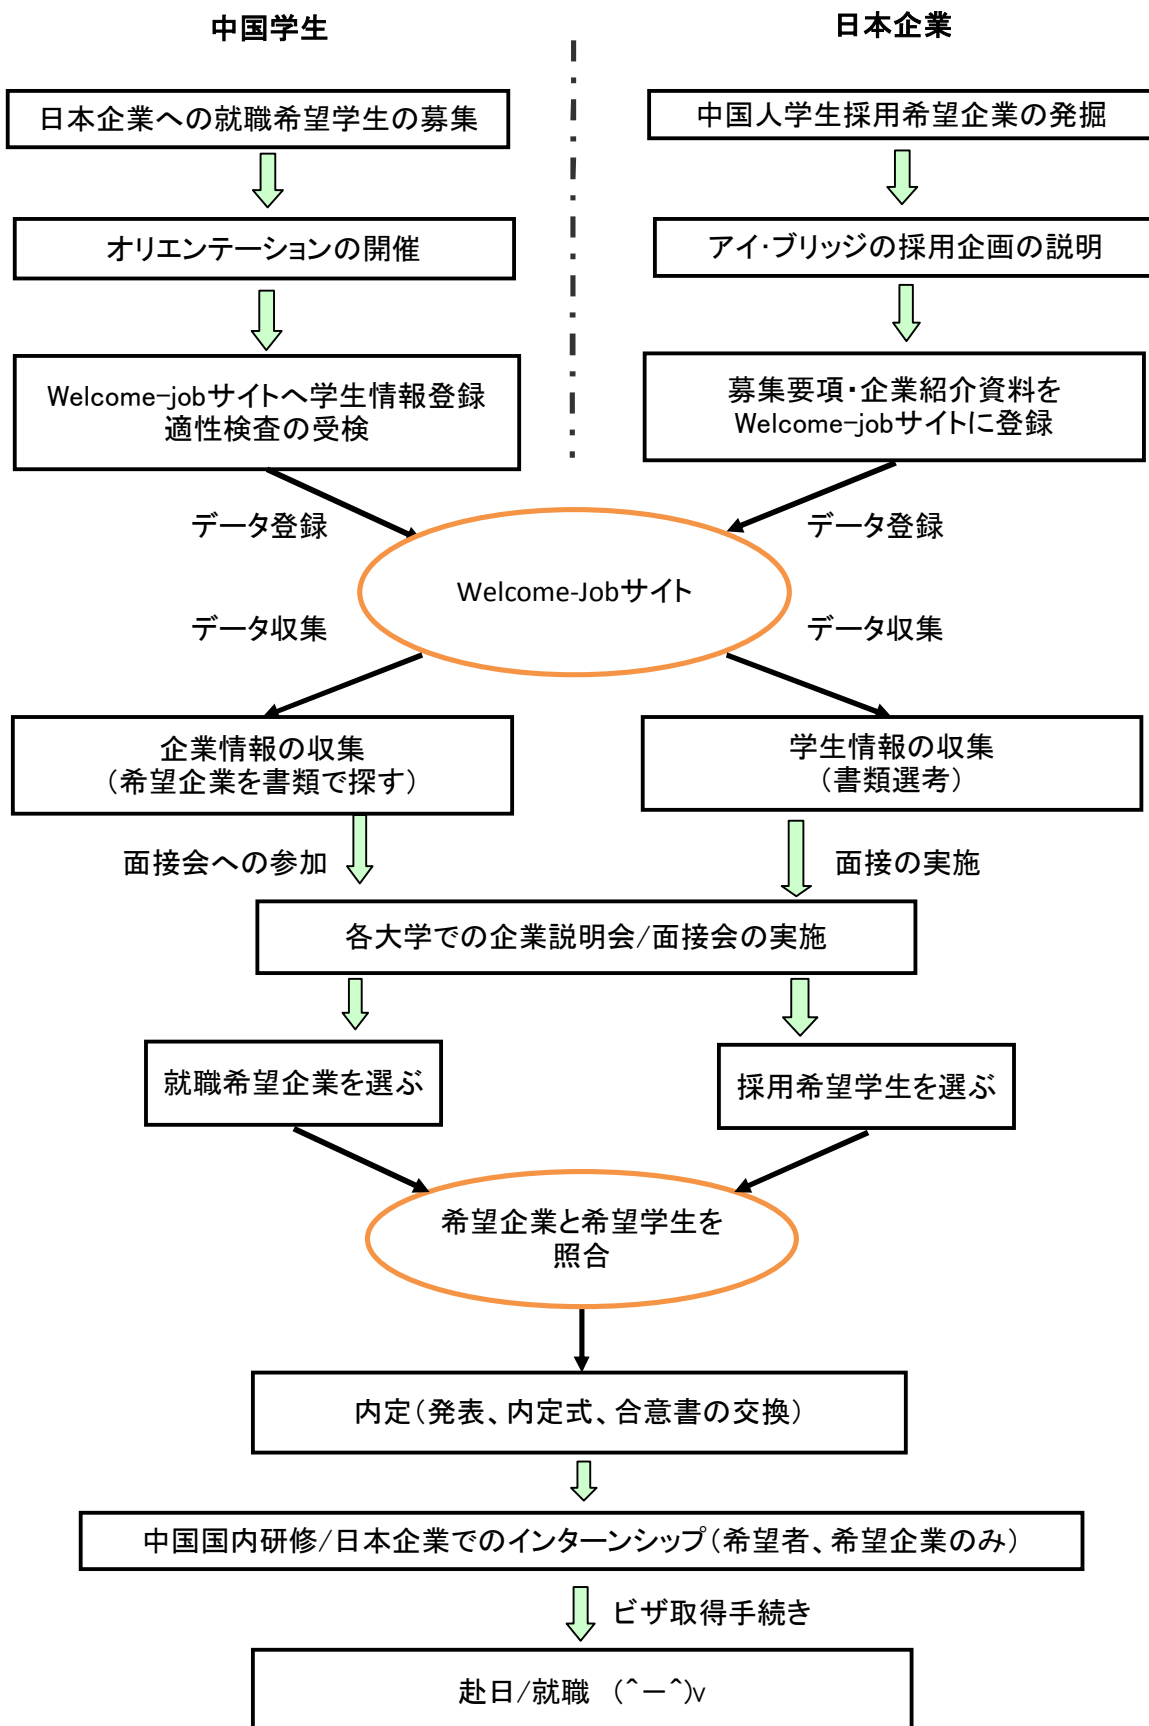 中国学生
日本企業
日本企業への就職希望学生の募集
中国人学生採用希望企業の発掘
オリエンテーションの開催
アイ・ブリッジの採用企画の説明
Welcome-jobサイトへ学生情報登録
適性検査の受検
募集要項・企業紹介資料を
Welcome-jobサイトに登録
データ登録
データ登録
Welcome-Jobサイト
データ収集
データ収集
企業情報の収集
（希望企業を書類で探す）
学生情報の収集
（書類選考）
面接会への参加
面接の実施
各大学での企業説明会/面接会の実施
就職希望企業を選ぶ
採用希望学生を選ぶ
希望企業と希望学生を
照合
内定（発表、内定式、合意書の交換）
中国国内研修/日本企業でのインターンシップ（希望者、希望企業のみ）
ビザ取得手続き
赴日/就職 (^－^)v